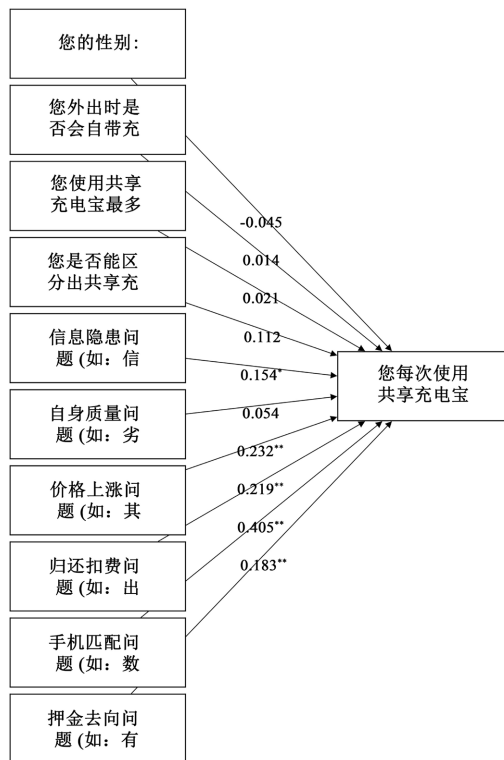 您的性别:
您外出时是
否会自带充
您使用共享
充电宝最多
您是否能区
分出共享充
信息隐患问
题 (如：信
自身质量问
题 (如：劣
价格上涨问
题 (如：其
归还扣费问
题 (如：出
手机匹配问
题 (如：数
押金去向问
题 (如：有
-0.045
0.014
0.021
0.112
0.154*
0.054
0.232**
0.219**
0.405**
0.183**
您每次使用
共享充电宝